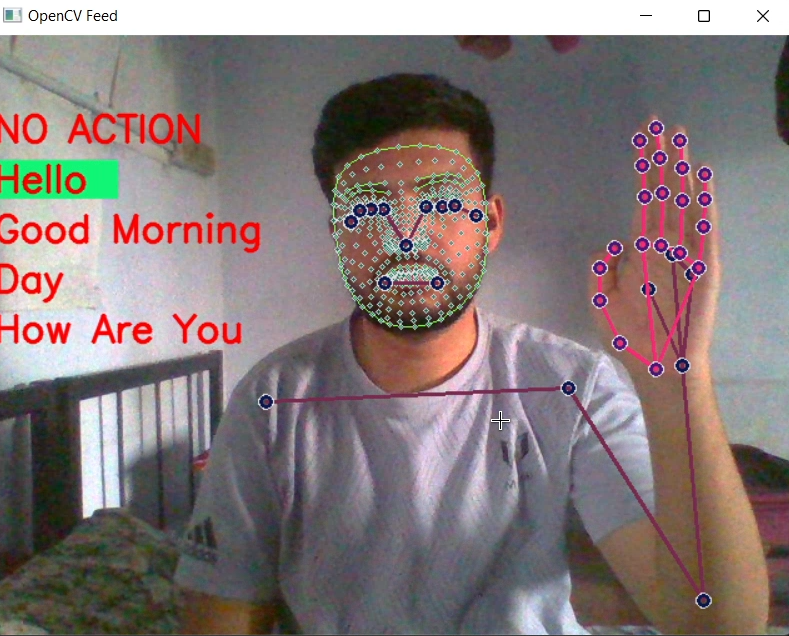 OpenCV Feed
NO ACTION
Hello
Good Morning
Day
How Are You